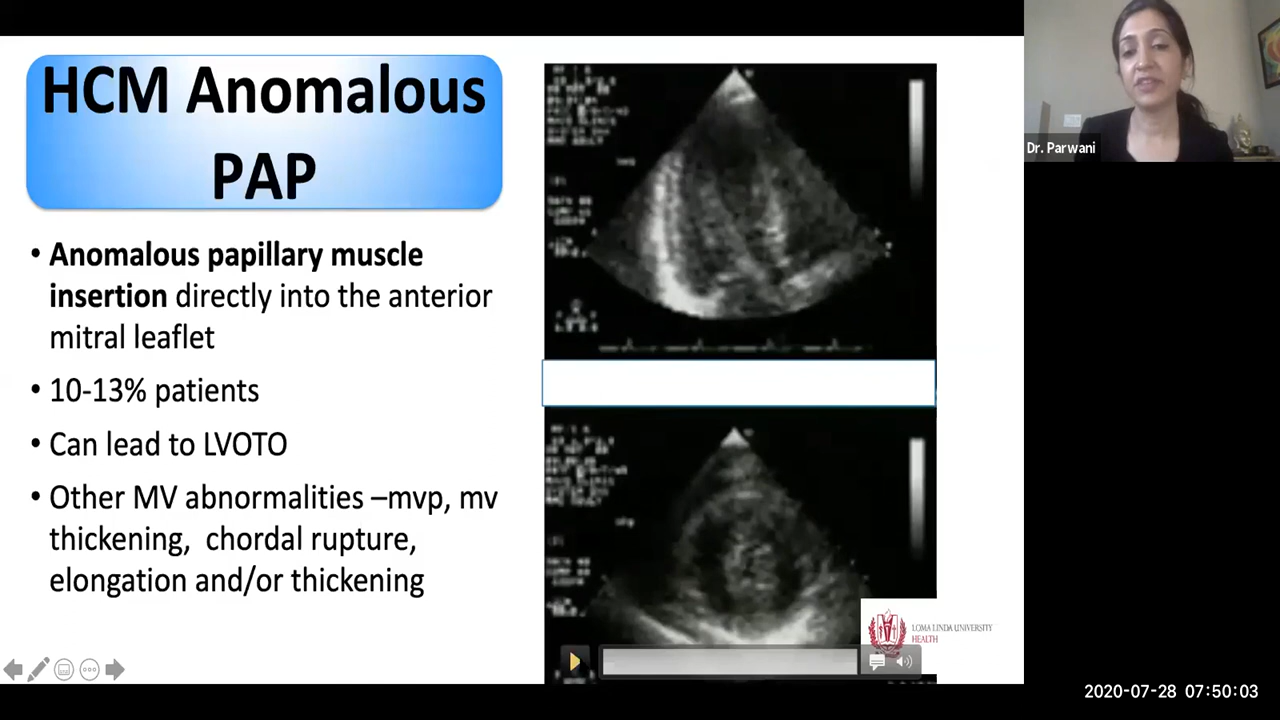 HCM Anomalous
PAP
• Anomalous papillary muscle
insertion directly into the anterior
mitral leaflet
• 10-13% patients
• Can lead to LVOTO
• Other MV abnormalities –mvp, mv
thickening,  chordal rupture,
elongation and/or thickening
LOMA LINDA UNIVERSITY
HEALTH
Dr. Parwani
2020-07-28 07:50:03